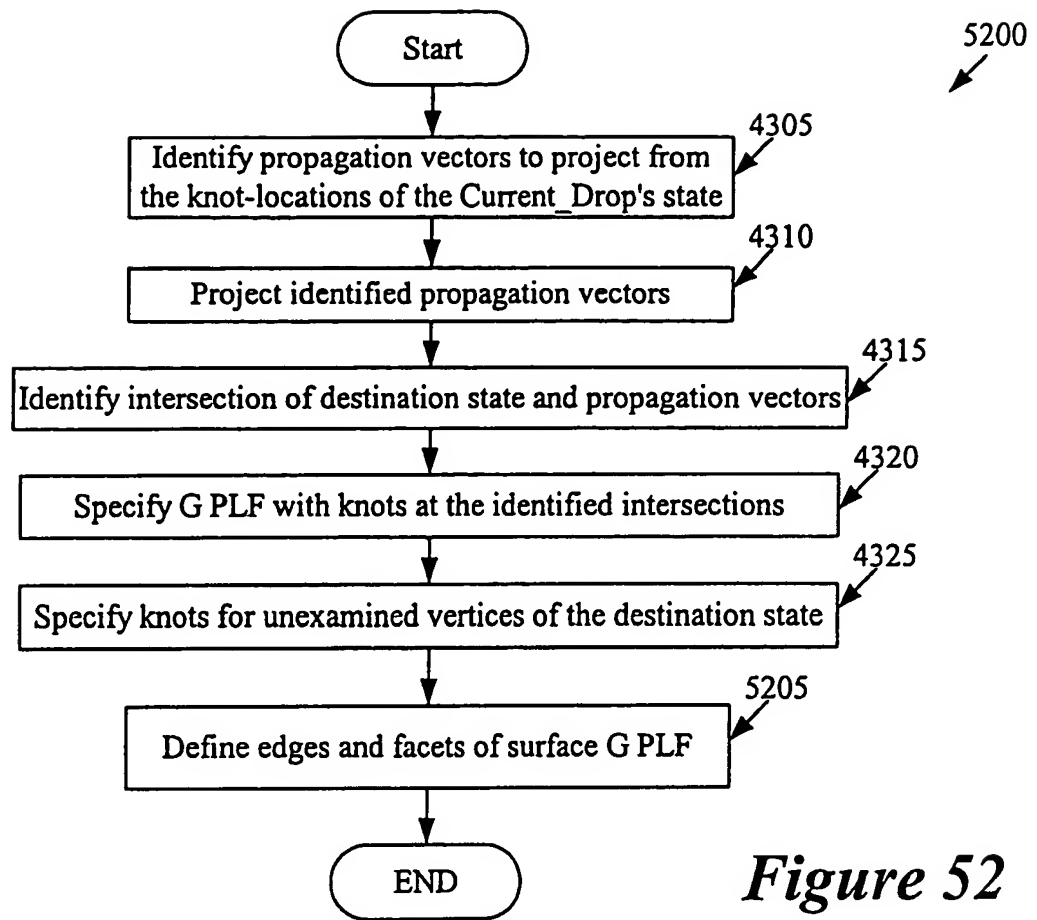 Start
5200
4305
Identify propagation vectors to project from
the knot-locations of the Current_Drop's state
4310
Project identified propagation vectors
4315
Identify intersection of destination state and propagation vectors
4320
Specify G PLF with knots at the identified intersections
4325
Specify knots for unexamined vertices of the destination state
5205
Define edges and facets of surface G PLF
END
Figure 52